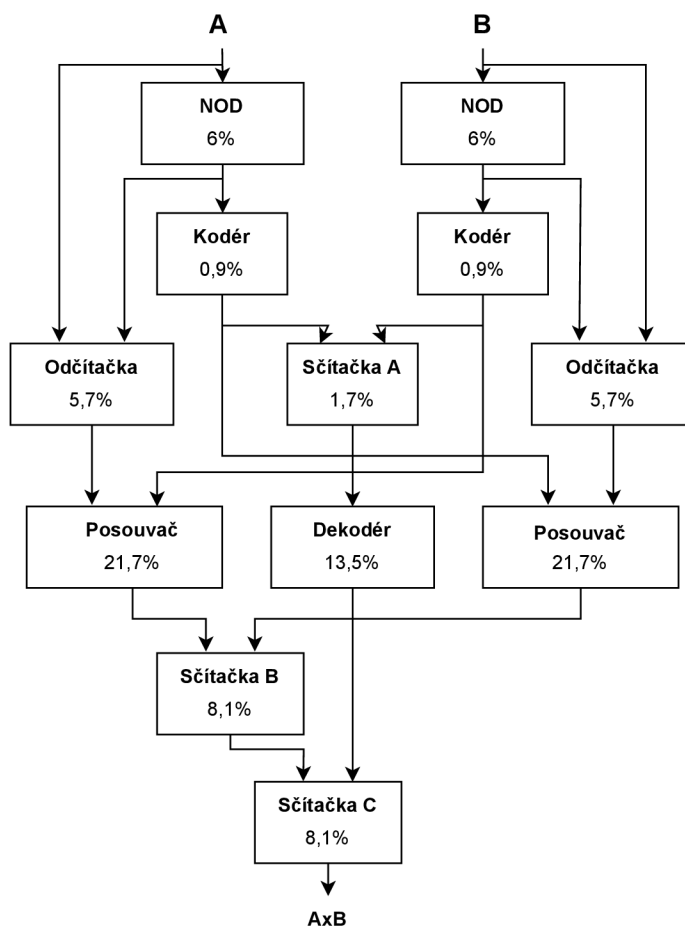 A
B
NOD
6%
NOD
6%
Kodér
0,9%
Kodér
0,9%
Odčítačka
5,7%
Sčítačka A
1,7%
Odčítačka
5,7%
Posouvač
21,7%
Dekodér
13,5%
Posouvač
21,7%
Sčítačka B
8,1%
Sčítačka C
8,1%
AxB